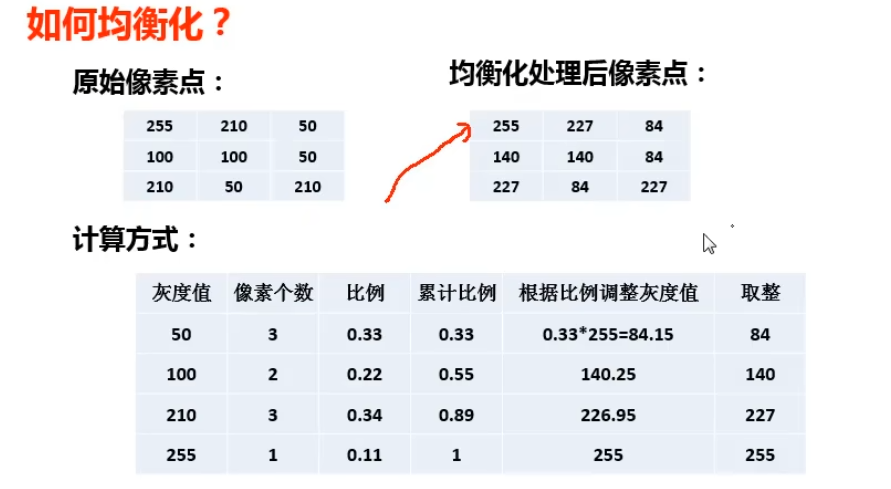 如何均衡化？
原始像素点：
均衡化处理后像素点：
255 210 50
100 100 50
210 50 210
255 227 84
140 140 84
227 84 227
计算方式：
灰度值 像素个数 比例 累计比例 根据比例调整灰度值 取整
50 3 0.33 0.33 0.33*255=84.15 84
100 2 0.22 0.55 140.25 140
210 3 0.34 0.89 226.95 227
255 1 0.11 1 255 255